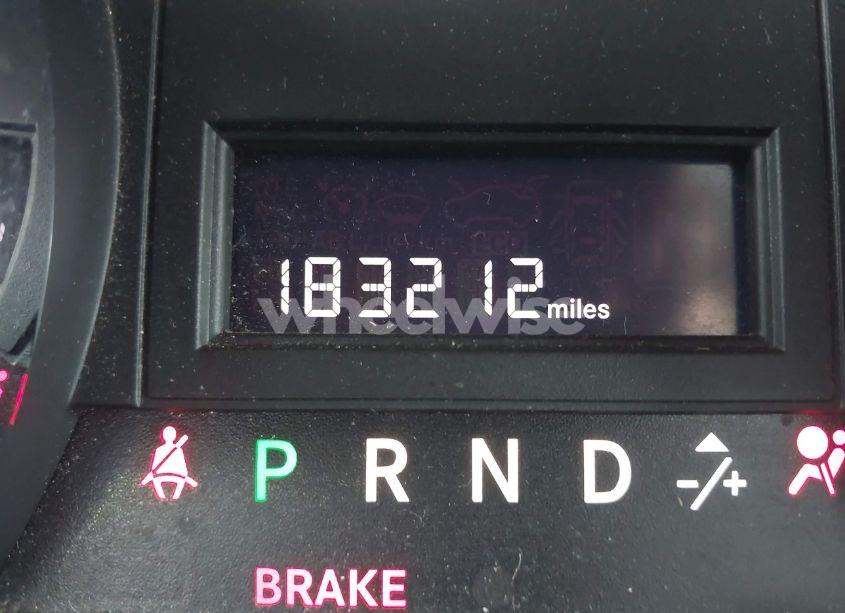 183212 miles
wheelwise
P R N D -/+
BRAKE